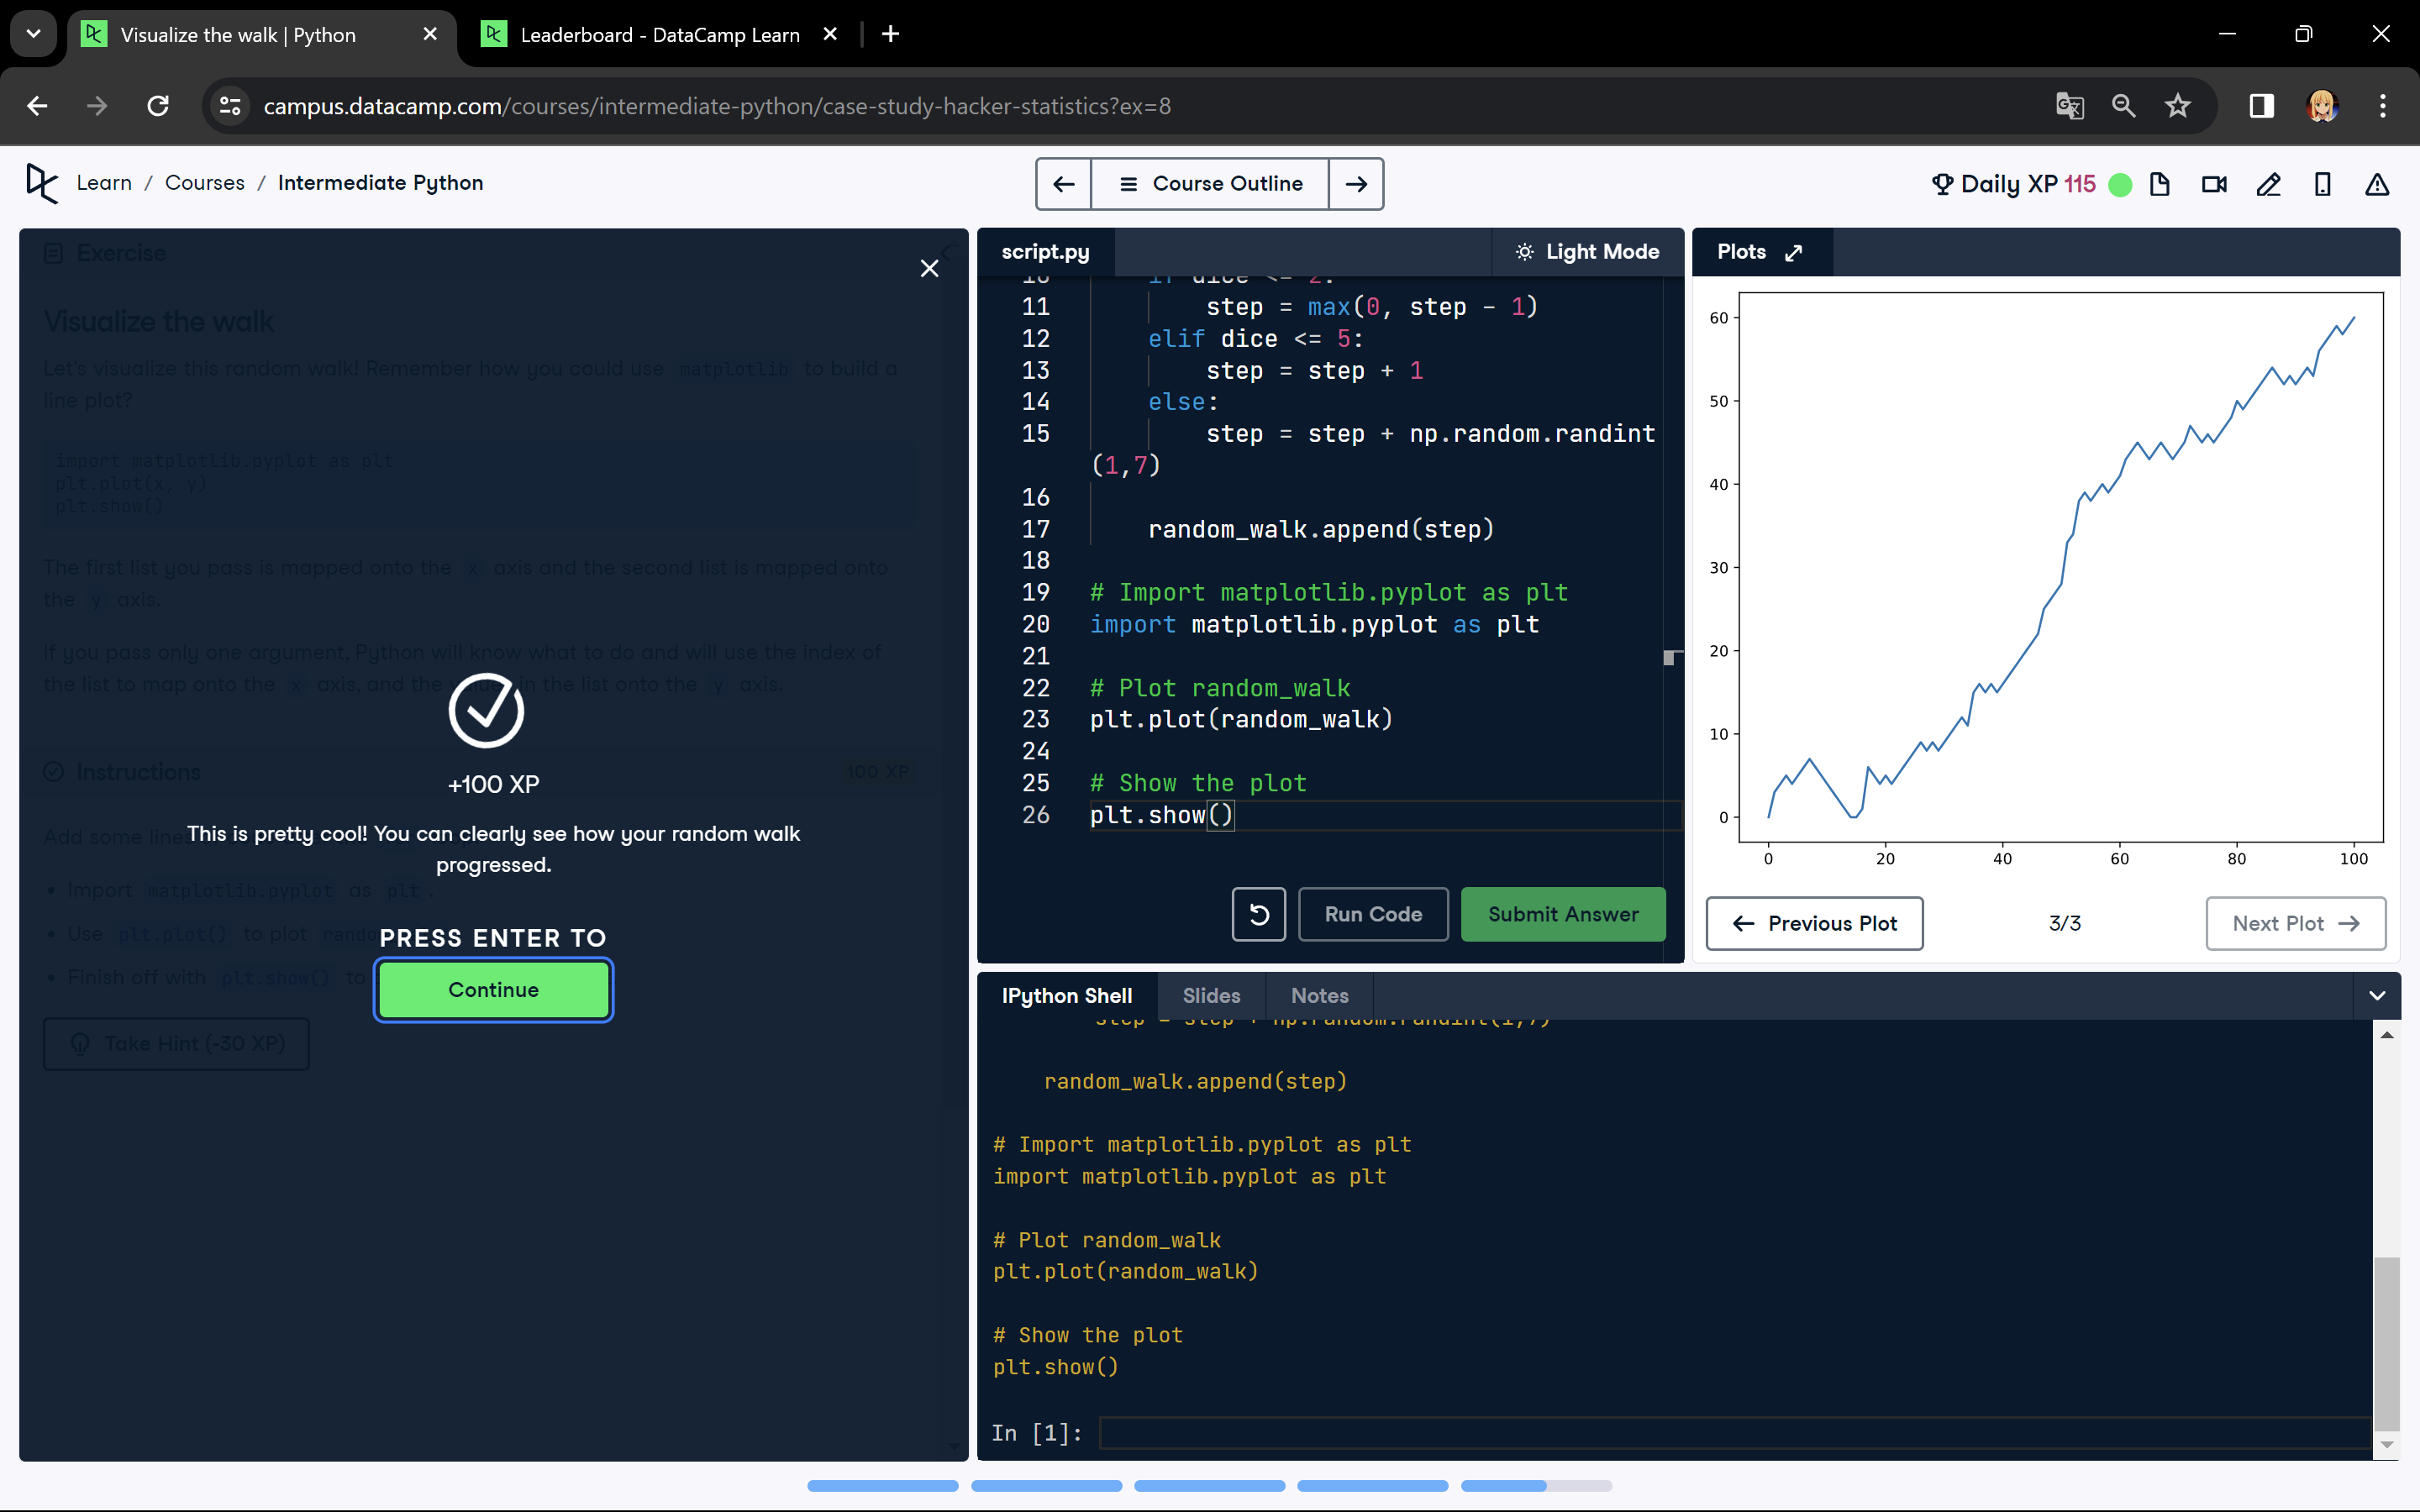 Visualize the walk | Python
Leaderboard - DataCamp Learn
campus.datacamp.com/courses/intermediate-python/case-study-hacker-statistics?ex=8
Learn / Courses / Intermediate Python
Course Outline
Daily XP 115
Exercise
Visualize the walk
Let's visualize this random walk! Remember how you could use matplotlib to build a
line plot?
import matplotlib.pyplot as plt
plt.plot(x, y)
plt.show()
The first list you pass is mapped onto the x axis and the second list is mapped onto
the y axis.
If you pass only one argument, Python will know what to do and will use the index of
the list to map onto the x axis, and the values in the list onto the y axis.
Instructions
100 XP
+100 XP
Add some lines
This is pretty cool! You can clearly see how your random walk
progressed.
Import matplotlib.pyplot as plt.
Use plt.plot() to plot
PRESS ENTER TO
Finish off with plt.show() to
Continue
Take Hint (-30 XP)
script.py
Light Mode
10 if dice <= 2:
11 step = max(0, step - 1)
12 elif dice <= 5:
13 step = step + 1
14 else:
15 step = step + np.random.randint
(1,7)
16
17 random_walk.append(step)
18
19 # Import matplotlib.pyplot as plt
20 import matplotlib.pyplot as plt
21
22 # Plot random_walk
23 plt.plot(random_walk)
24
25 # Show the plot
26 plt.show()
Run Code
Submit Answer
Plots
60
50
40
30
20
10
0
0 20 40 60 80 100
Previous Plot
3/3
Next Plot
IPython Shell
Slides
Notes
step = step + np.random.randint(1,7)
random_walk.append(step)
# Import matplotlib.pyplot as plt
import matplotlib.pyplot as plt
# Plot random_walk
plt.plot(random_walk)
# Show the plot
plt.show()
In [1]: